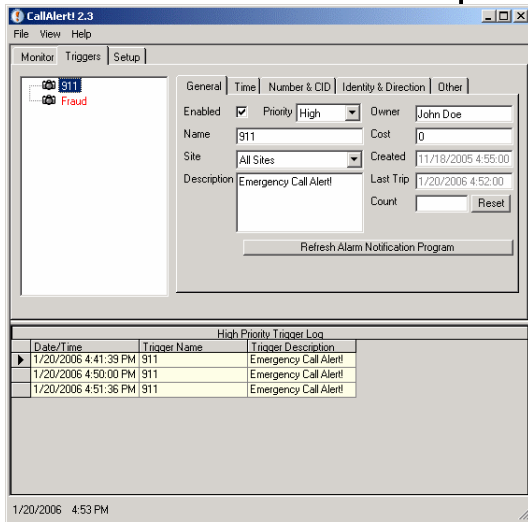 CallAlert! 2.3
File View Help
Monitor Triggers Setup
911
Fraud
General Time Number & CID Identity & Direction Other
Enabled Priority High Owner John Doe
Name 911 Cost 0
Site All Sites Created 11/18/2005 4:55:00
Description Emergency Call Alert! Last Trip 1/20/2006 4:52:00
Count Reset
Refresh Alarm Notification Program
High Priority Trigger Log
Date/Time Trigger Name Trigger Description
1/20/2006 4:41:39 PM 911 Emergency Call Alert!
1/20/2006 4:50:00 PM 911 Emergency Call Alert!
1/20/2006 4:51:36 PM 911 Emergency Call Alert!
1/20/2006 4:53 PM